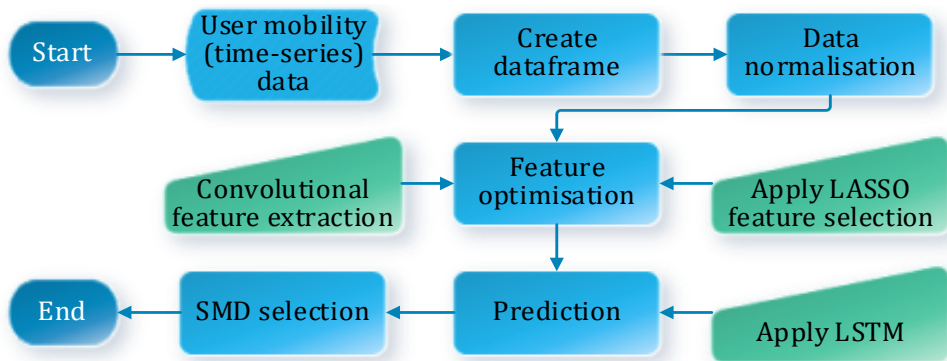 Start
User mobility
(time-series)
data
Create
dataframe
Data
normalisation
Convolutional
feature extraction
Feature
optimisation
Apply LASSO
feature selection
End
SMD selection
Prediction
Apply LSTM